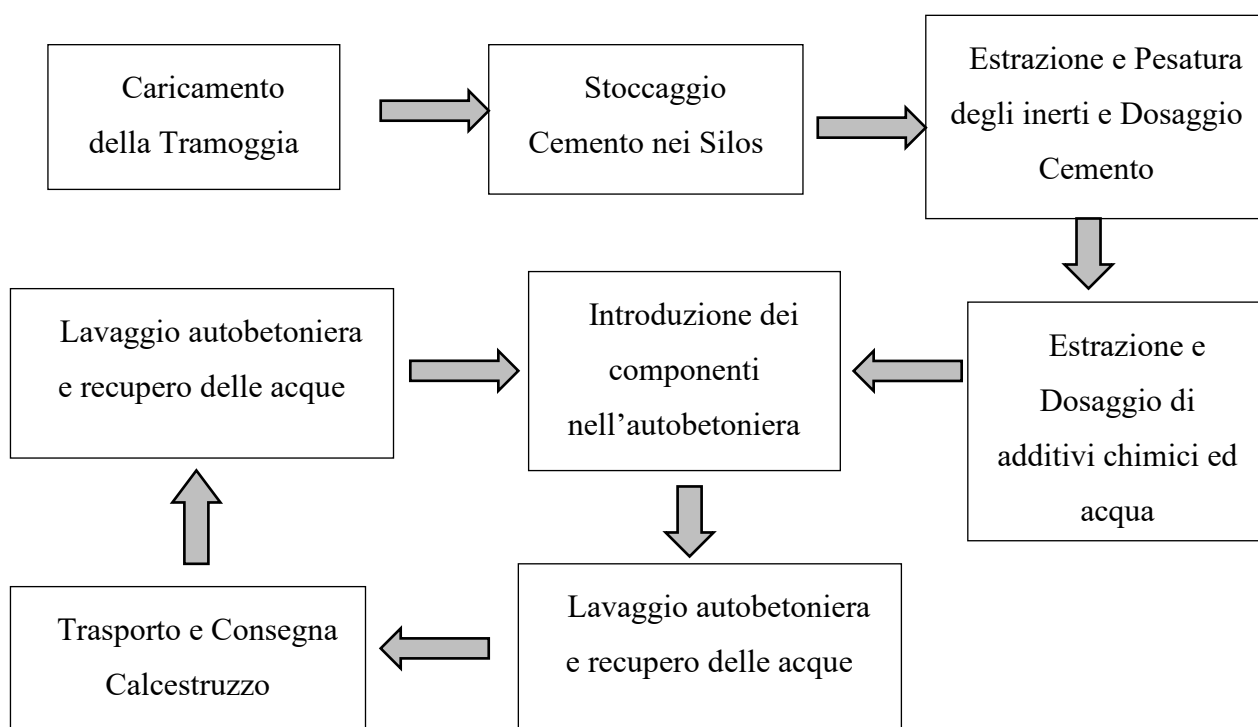 Caricamento
della Tramoggia
Stoccaggio
Cemento nei Silos
Estrazione e Pesatura
degli inerti e Dosaggio
Cemento
Lavaggio autobetoniera
e recupero delle acque
Introduzione dei
componenti
nell’autobetoniera
Estrazione e
Dosaggio di
additivi chimici ed
acqua
Trasporto e Consegna
Calcestruzzo
Lavaggio autobetoniera
e recupero delle acque